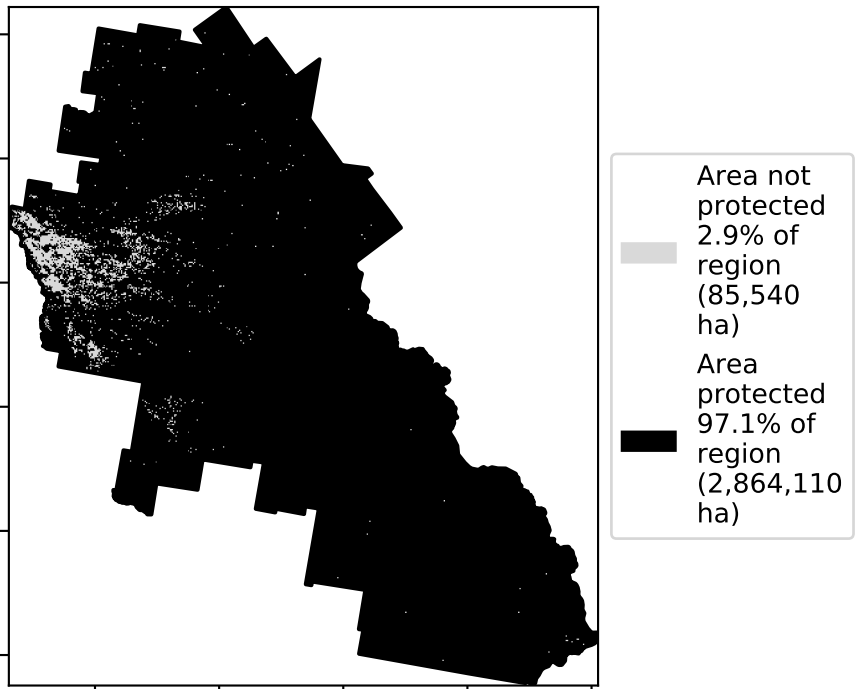 Area not
protected
2.9% of
region
(85,540
ha)
Area
protected
97.1% of
region
(2,864,110
ha)